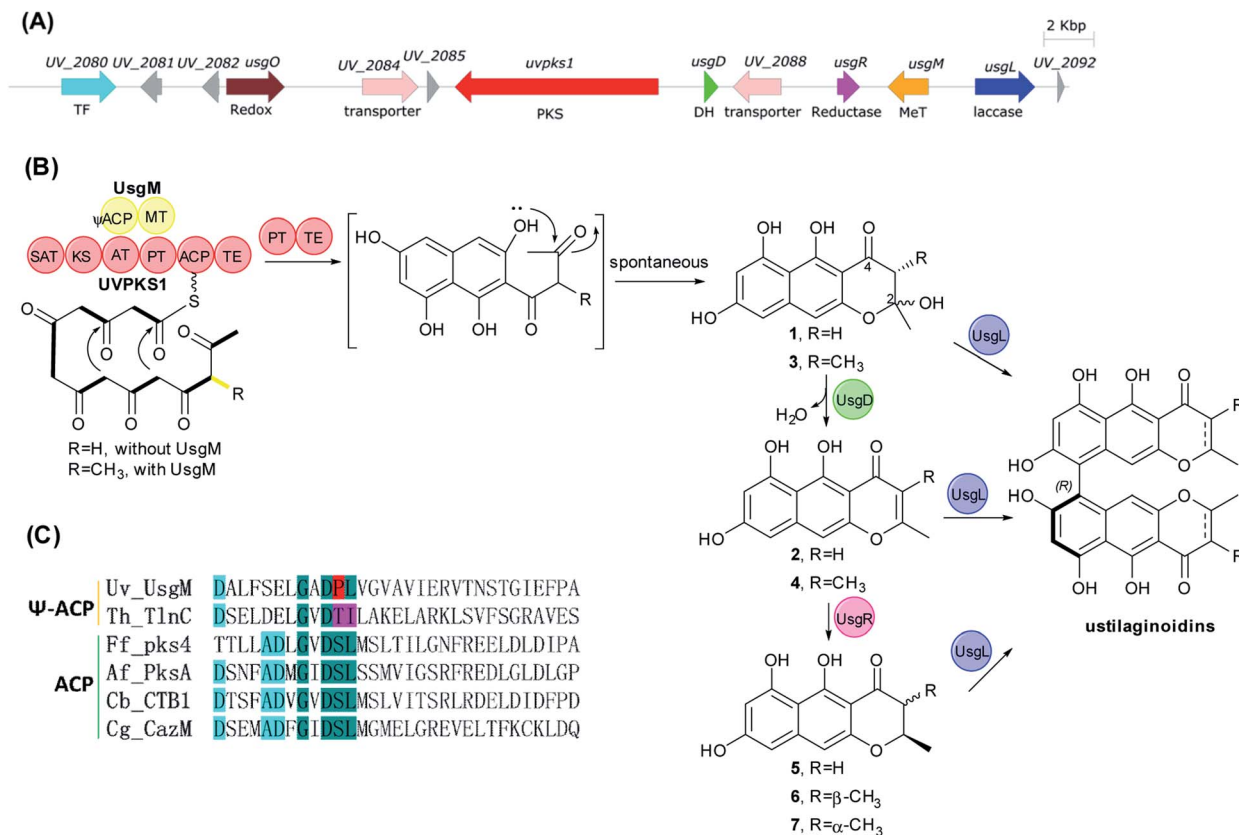 (A)
2 Kbp
UV_2080 UV_2081 UV_2082 usgO UV_2084 UV_2085 uvpks1 usgD UV_2088 usgR usgM usgL UV_2092
TF Redox transporter PKS DH transporter Reductase MeT laccase
(B)
UsgM
ψACP MT
SAT KS AT PT ACP TE
UVPKS1
S
O O O O O O O
R
R=H, without UsgM
R=CH₃, with UsgM
PT TE
HO OH O
R
OH OH O
spontaneous
OH OH O
4
R
2
OH
HO O
1, R=H
3, R=CH₃
H₂O UsgD
OH OH O
R
HO O
2, R=H
4, R=CH₃
UsgR
OH OH O
R
HO O
5, R=H
6, R=β-CH₃
7, R=α-CH₃
UsgL
UsgL
UsgL
OH OH O
R
HO O
(R)
HO O
R
OH OH O
ustilaginoidins
(C)
Ψ-ACP
Uv_UsgM DALFSELGADPLVGVAVIERVTNSTGIEFPA
Th_TlnC DSELDELGVDTILAKELARKLSVFSGRAVES
ACP
Ff_pks4 TTLLADLGVDSLMSLTILGNFREELDLDIPA
Af_PksA DSNFADMGIDSLSSMVIGSRFREDLGLDLGP
Cb_CTB1 DTSFADVGVDSLMSLVITSRLRDELDIDFPD
Cg_CazM DSEMADFGIDSLMGMELGREVELTFKCKLDQ